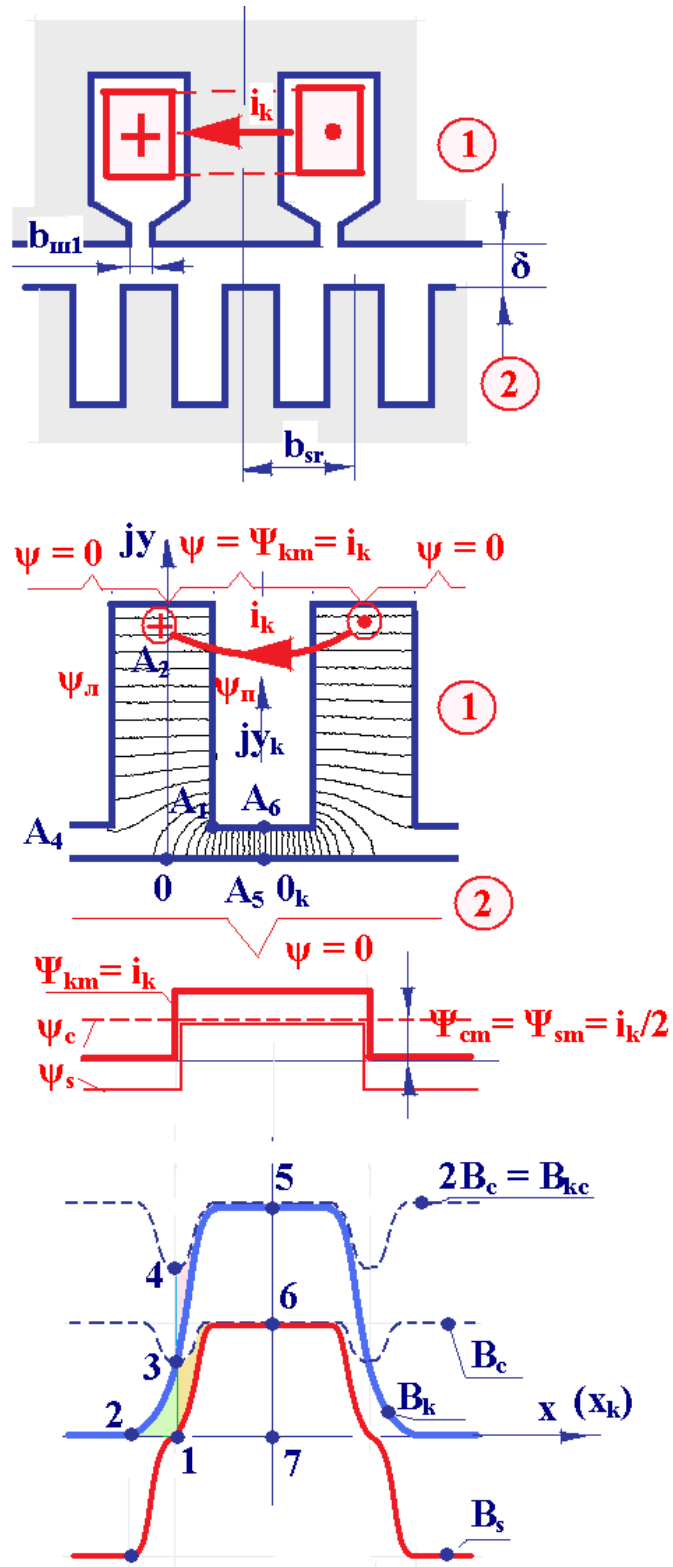 i_k
+
•
1
b_ш1
δ
2
b_sr
ψ = 0
jy
ψ = Ψ_km = i_k
ψ = 0
+
i_k
•
A_2
ψ_л
ψ_п
1
jy_k
A_1
A_6
A_4
0
A_5
0_k
2
ψ = 0
Ψ_km = i_k
ψ_c
Ψ_cm = Ψ_sm = i_k/2
ψ_s
5
2B_c = B_kc
4
6
3
B_c
2
B_k
x (x_k)
1
7
B_s